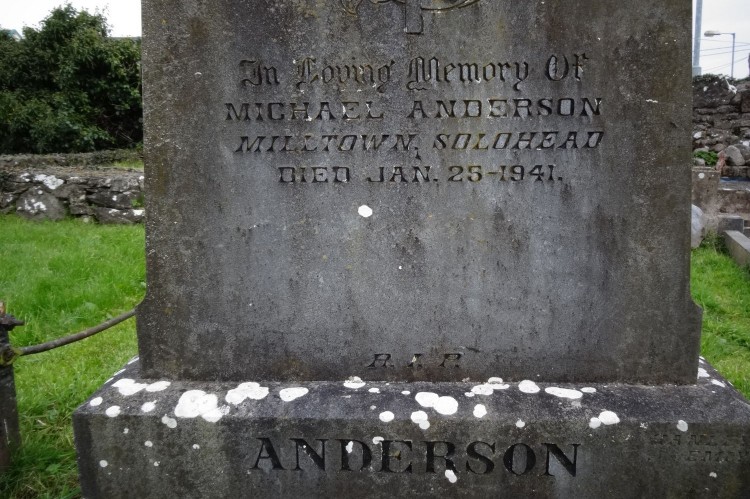 In Loving Memory Of
MICHAEL ANDERSON
MILLTOWN, SOLOHEAD
DIED JAN. 25-1941.
R.I.P.
ANDERSON